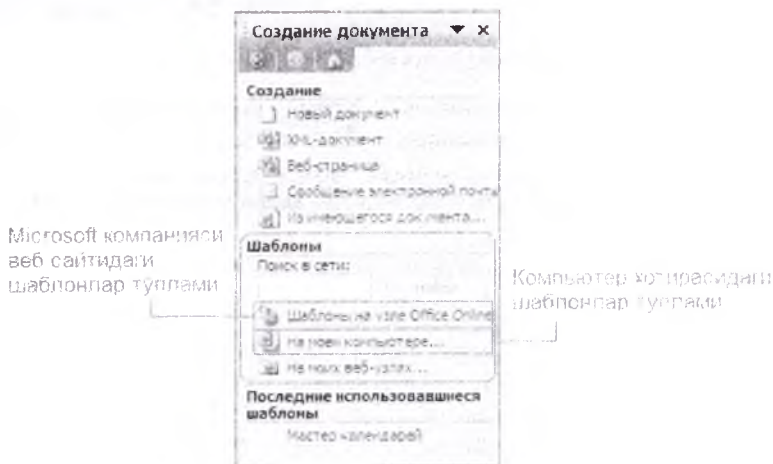 Создание документа
Создание
Новый документ
XML-документ
Веб-страница
Сообщение электронной почты
Из имеющегося документа...
Microsoft компанияси
веб сайтидаги
шаблонлар тўплами
Шаблоны
Поиск в сети:
Шаблоны на узле Office Online
На моем компьютере...
На моих веб-узлах...
Компьютер хотирасидаги
шаблонлар тўплами
Последние использовавшиеся
шаблоны
Мастер календарей